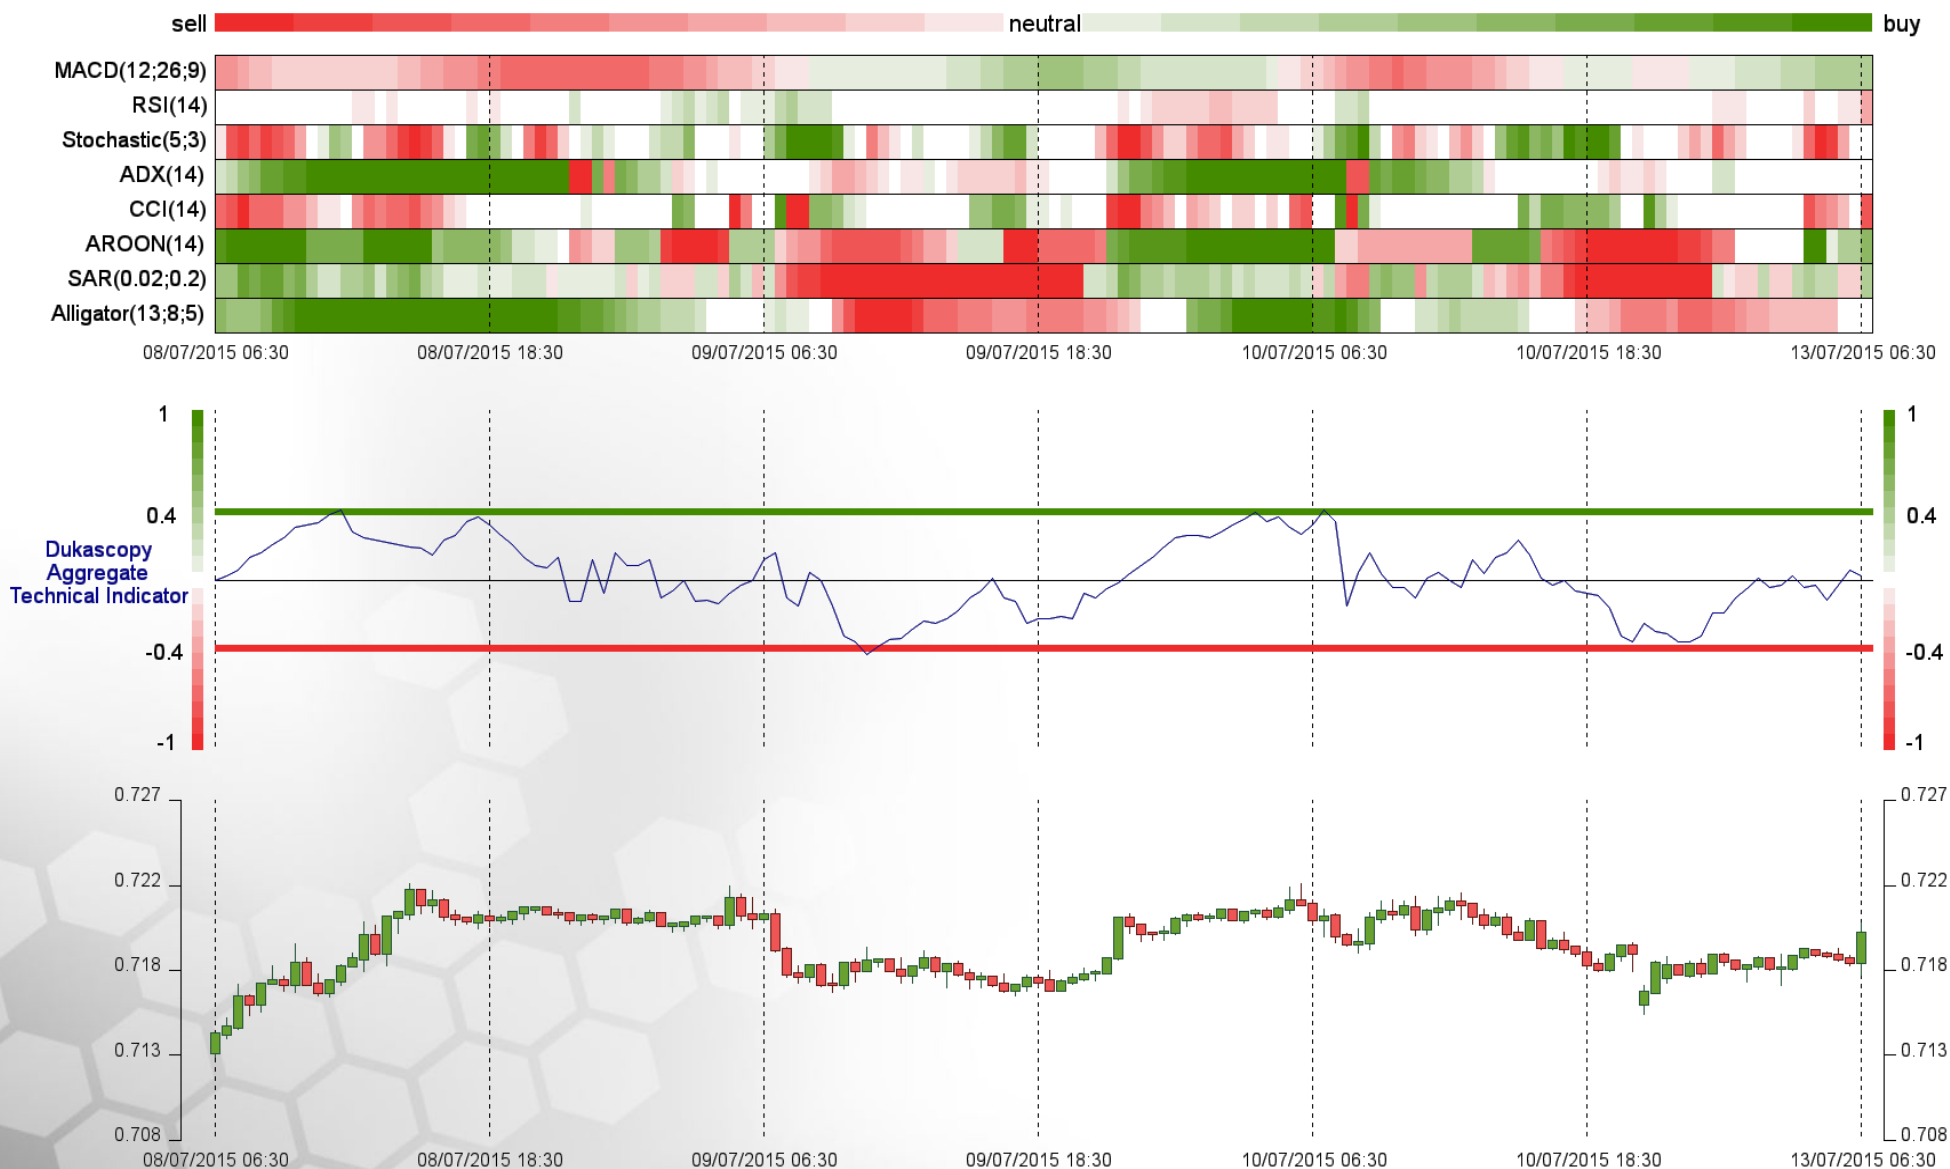 sell neutral buy
MACD(12;26;9)
RSI(14)
Stochastic(5;3)
ADX(14)
CCI(14)
AROON(14)
SAR(0.02;0.2)
Alligator(13;8;5)
08/07/2015 06:30 08/07/2015 18:30 09/07/2015 06:30 09/07/2015 18:30 10/07/2015 06:30 10/07/2015 18:30 13/07/2015 06:30
1 1
0.4 0.4
Dukascopy
Aggregate
Technical Indicator
-0.4 -0.4
-1 -1
0.727 0.727
0.722 0.722
0.718 0.718
0.713 0.713
0.708 0.708
08/07/2015 06:30 08/07/2015 18:30 09/07/2015 06:30 09/07/2015 18:30 10/07/2015 06:30 10/07/2015 18:30 13/07/2015 06:30